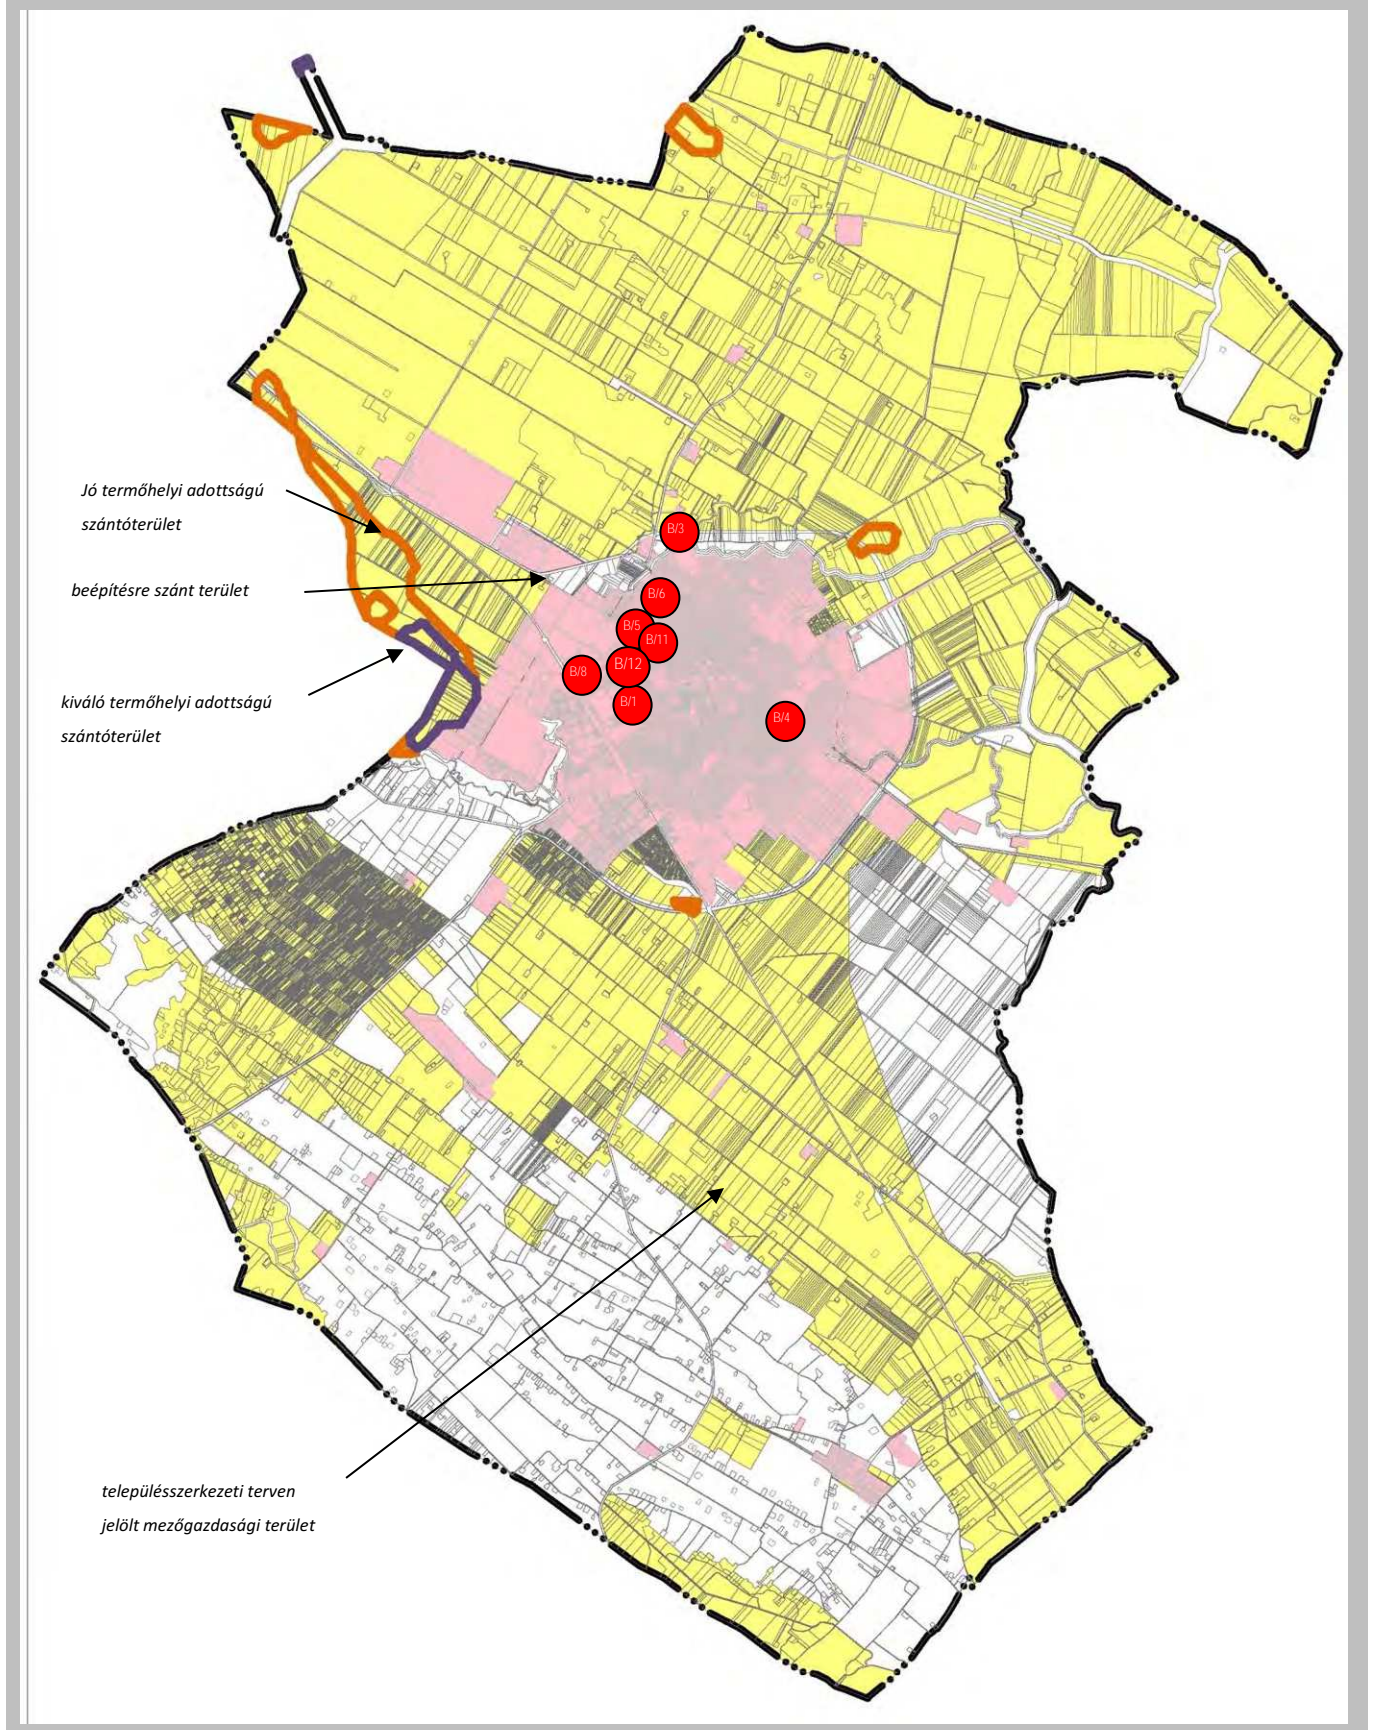 Jó termőhelyi adottságú
szántóterület
B/3
beépítésre szánt terület
B/6
B/5
B/11
B/12
B/8
kiváló termőhelyi adottságú
szántóterület
B/1
B/4
településszerkezeti terven
jelölt mezőgazdasági terület